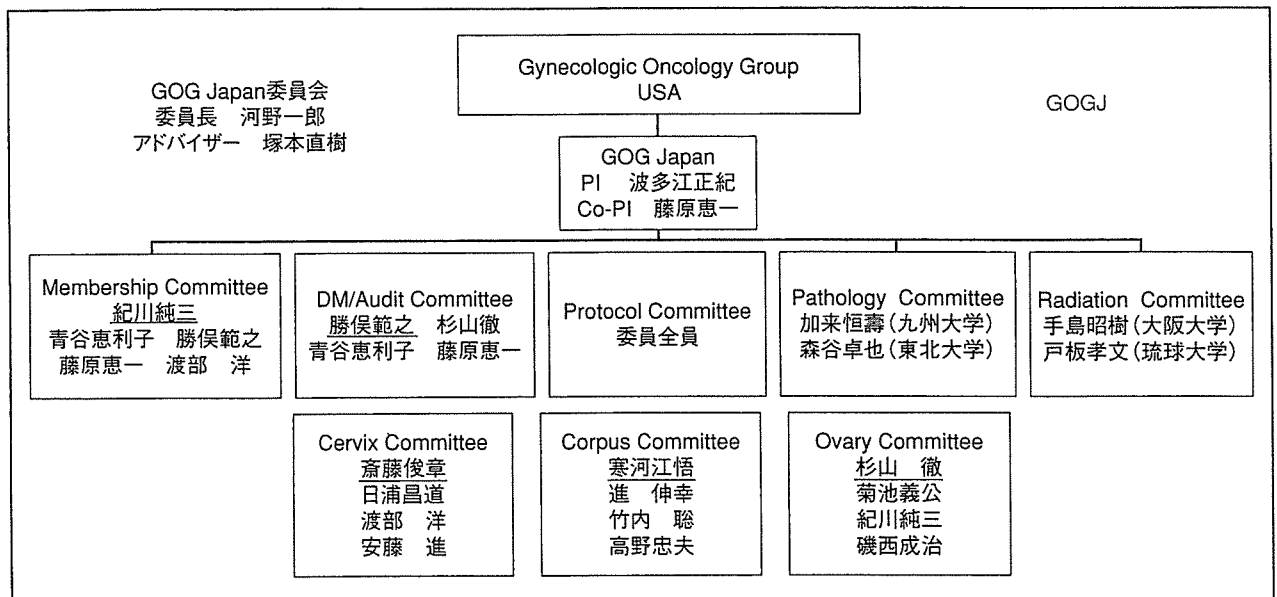 Gynecologic Oncology Group
USA
GOG Japan委員会
委員長 河野一郎
アドバイザー 塚本直樹
GOGJ
GOG Japan
PI 波多江正紀
Co-PI 藤原恵一
Membership Committee
紀川純三
青谷恵利子 勝俣範之
藤原恵一 渡部 洋
DM/Audit Committee
勝俣範之 杉山徹
青谷恵利子 藤原恵一
Protocol Committee
委員全員
Pathology Committee
加来恒壽(九州大学)
森谷卓也(東北大学)
Radiation Committee
手島昭樹(大阪大学)
戸板孝文(琉球大学)
Cervix Committee
斎藤俊章
日浦昌道
渡部 洋
安藤 進
Corpus Committee
寒河江悟
進 伸幸
竹内 聡
高野忠夫
Ovary Committee
杉山 徹
菊池義公
紀川純三
磯西成治